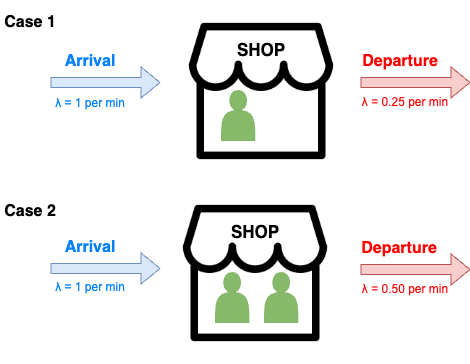 Case 1
SHOP
Arrival
Departure
λ = 1 per min
λ = 0.25 per min
Case 2
SHOP
Arrival
Departure
λ = 1 per min
λ = 0.50 per min